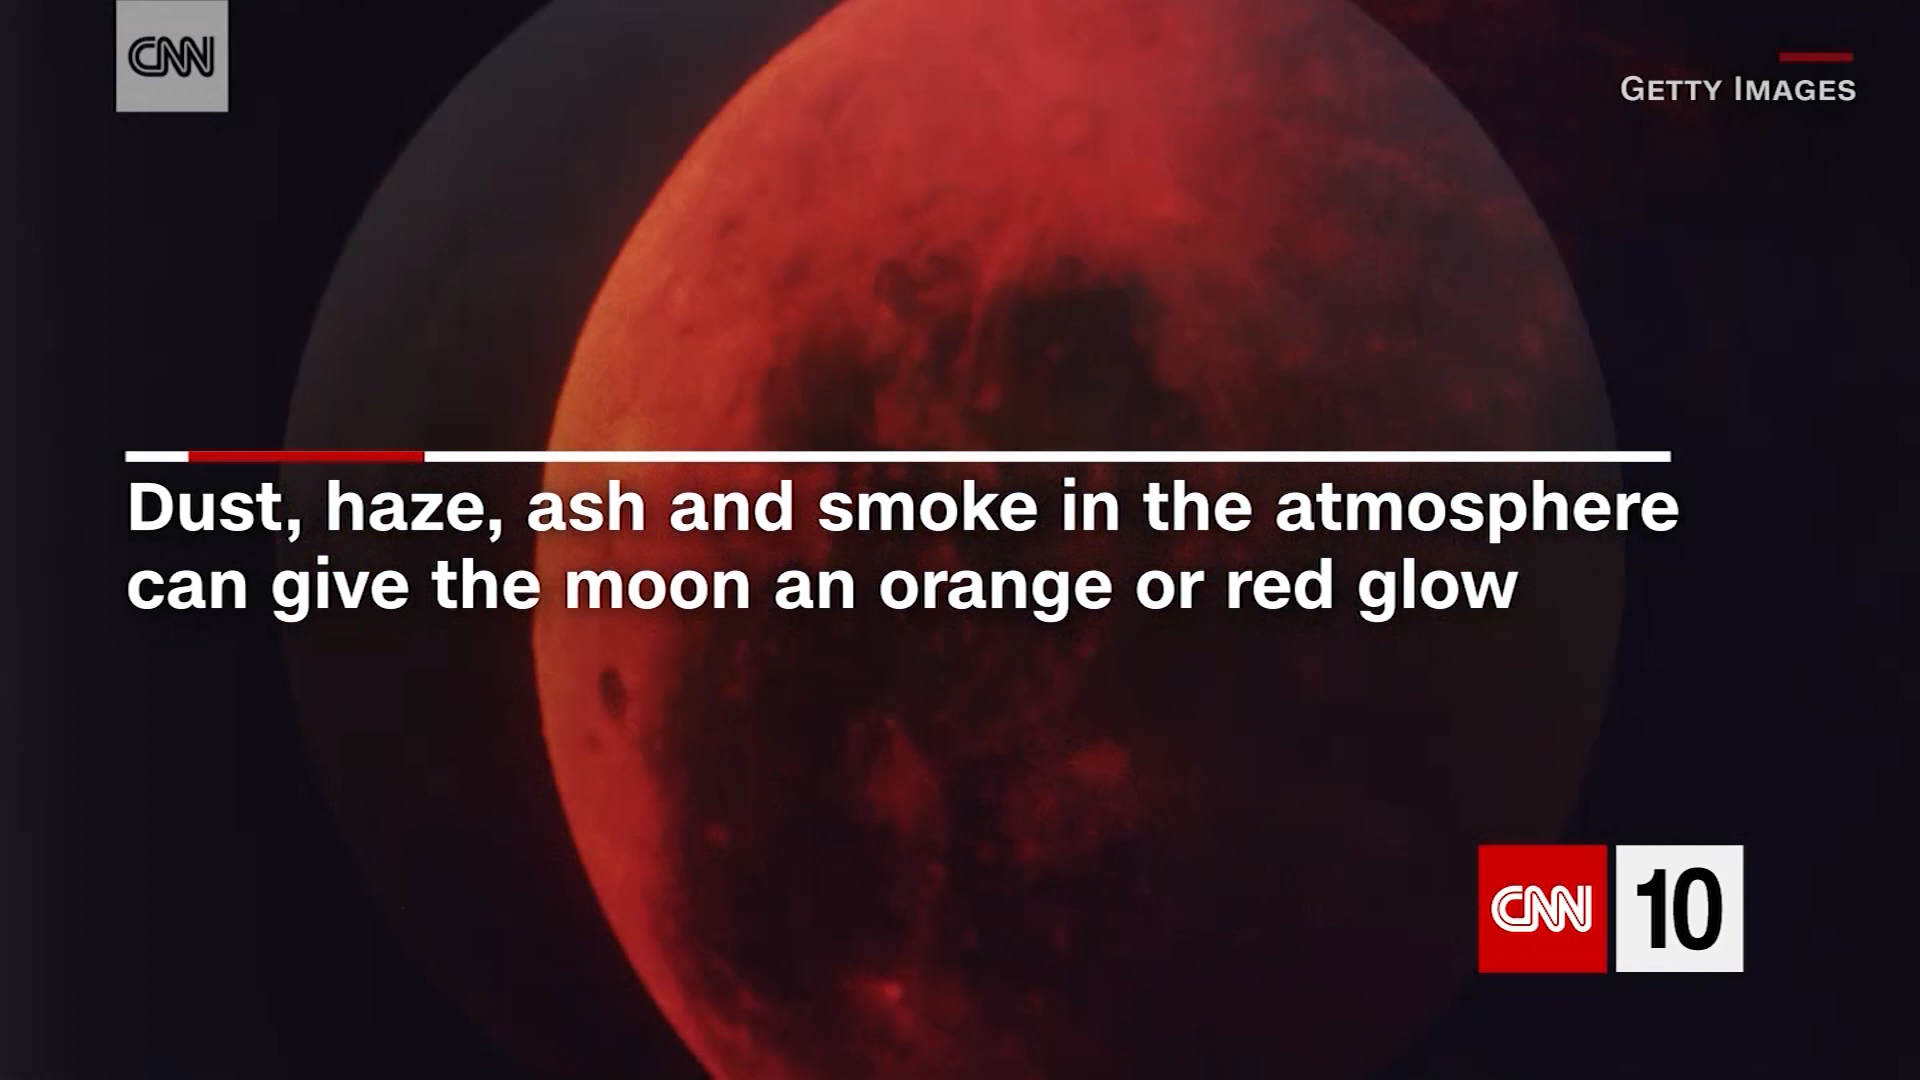 CNN
GETTY IMAGES
Dust, haze, ash and smoke in the atmosphere
can give the moon an orange or red glow
CNN 10